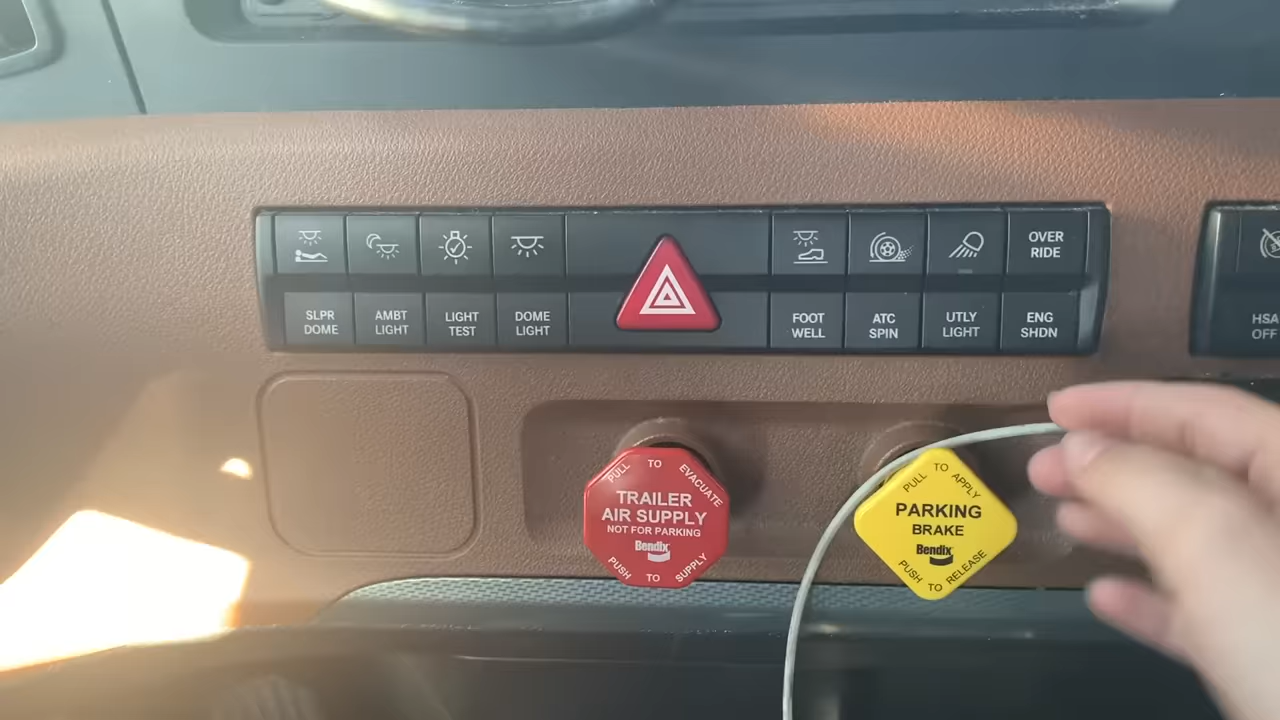 OVER
RIDE
SLPR
DOME
AMBT
LIGHT
LIGHT
TEST
DOME
LIGHT
FOOT
WELL
ATC
SPIN
UTLY
LIGHT
ENG
SHDN
HSA
OFF
PULL TO EVACUATE
TRAILER
AIR SUPPLY
NOT FOR PARKING
Bendix
PUSH TO SUPPLY
PULL TO APPLY
PARKING
BRAKE
Bendix
PUSH TO RELEASE